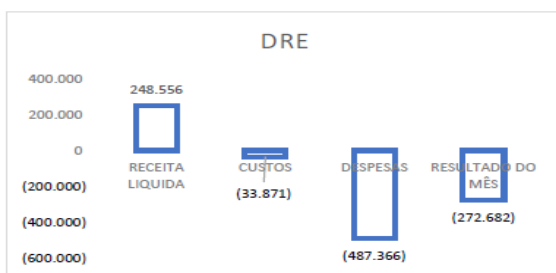 DRE
400.000
248.556
200.000
0
RECEITA LIQUIDA
CUSTOS
DESPESAS
RESULTADO DO MÊS
(200.000)
(33.871)
(272.682)
(400.000)
(487.366)
(600.000)